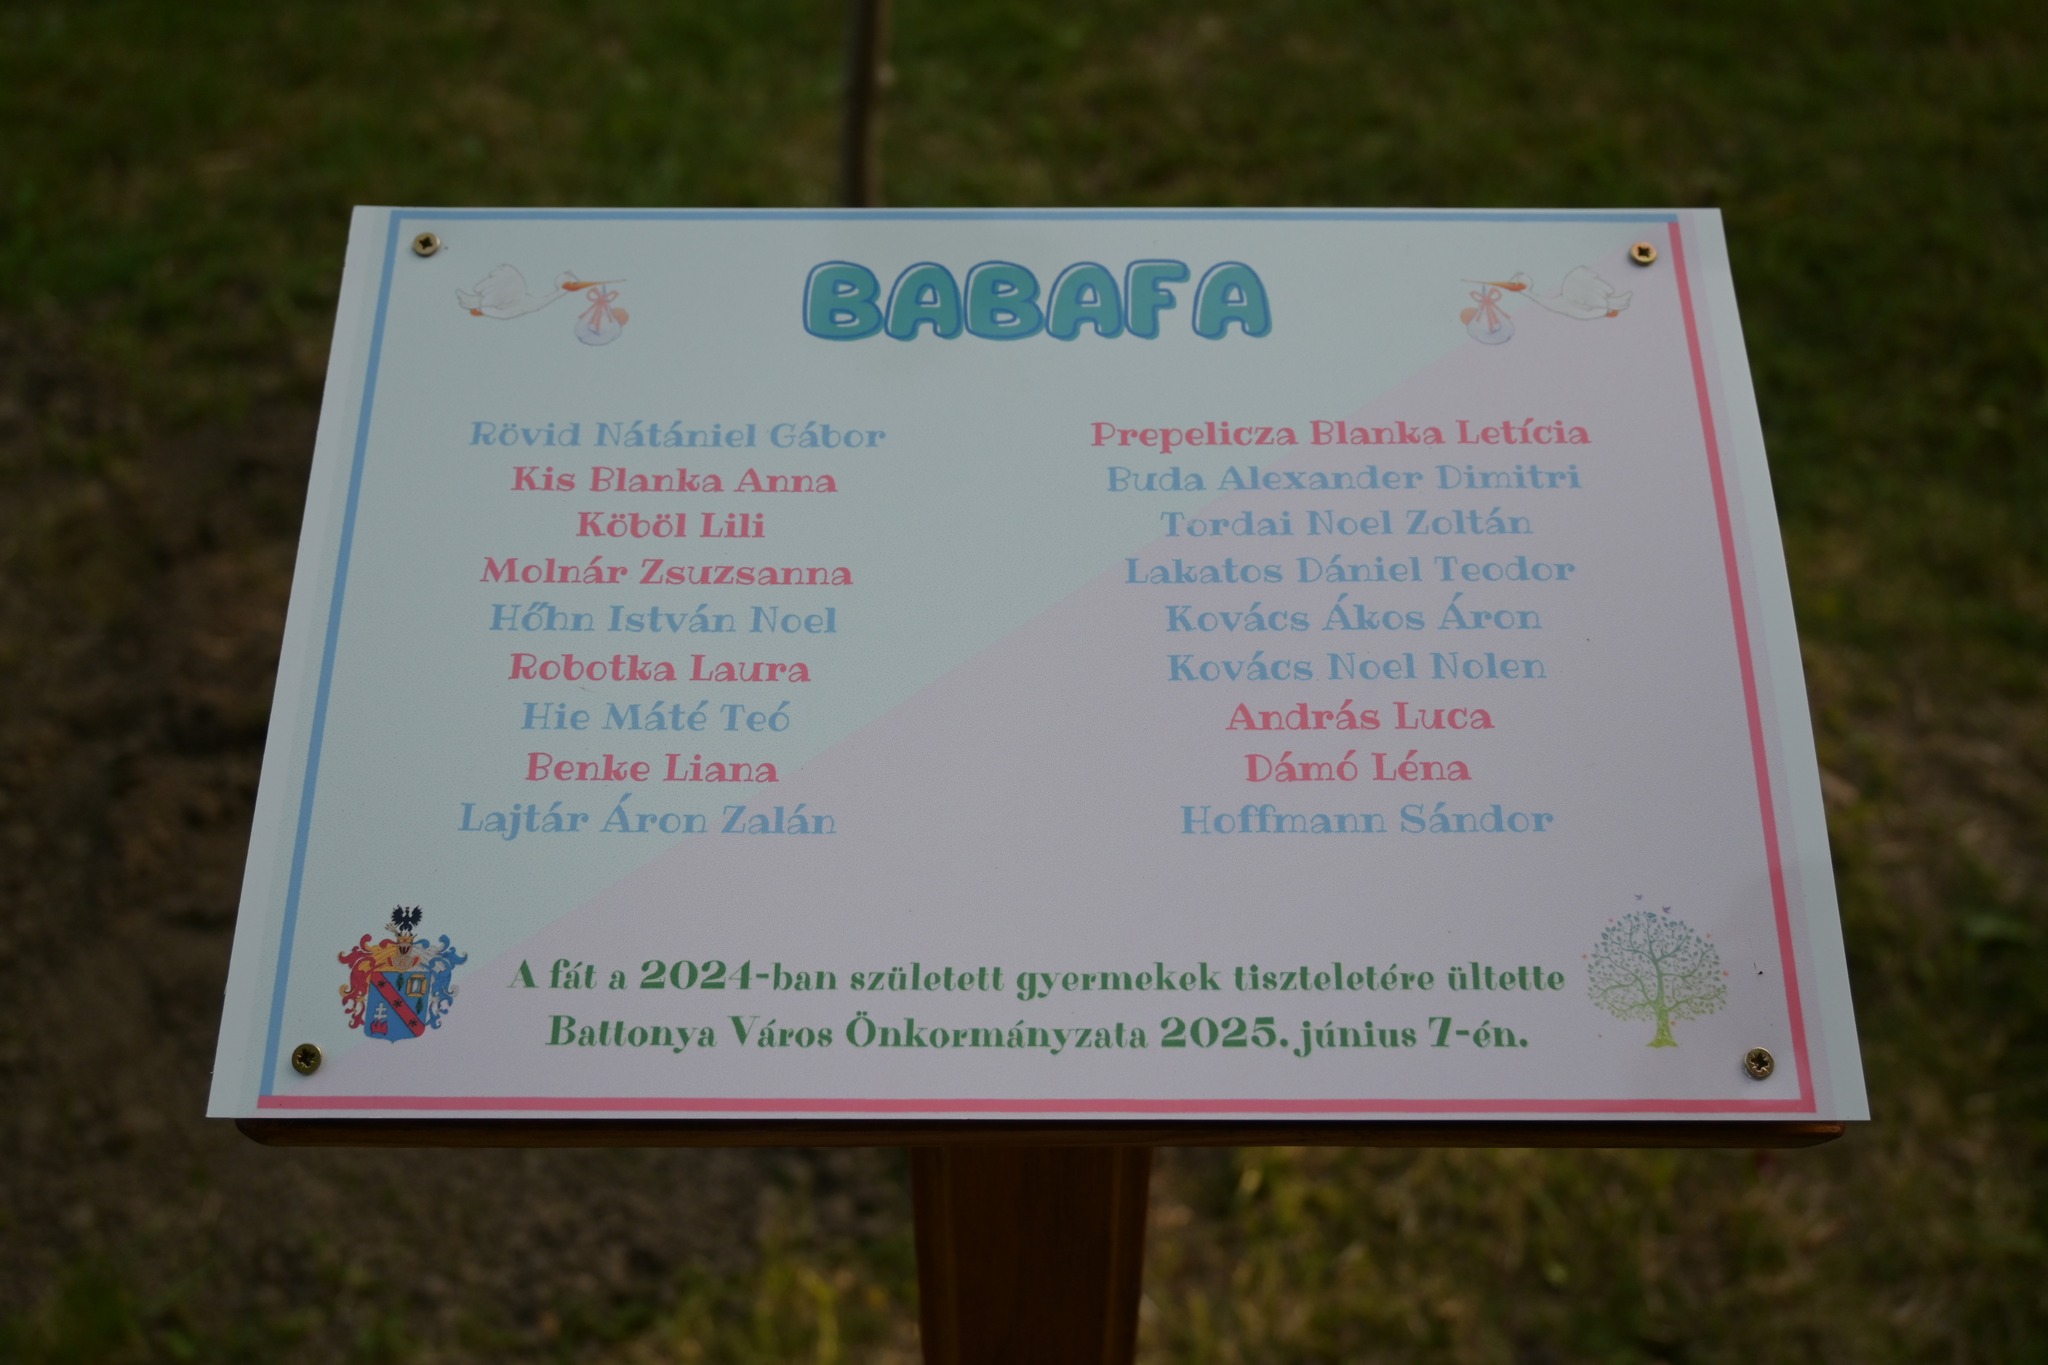 BABAFA
Rövid Nátániel Gábor
Kis Blanka Anna
Köböl Lili
Molnár Zsuzsanna
Hőhn István Noel
Robotka Laura
Hie Máté Teó
Benke Liana
Lajtár Áron Zalán
Prepelicza Blanka Letícia
Buda Alexander Dimitri
Tordai Noel Zoltán
Lakatos Dániel Teodor
Kovács Ákos Áron
Kovács Noel Nolen
András Luca
Dámó Léna
Hoffmann Sándor
A fát a 2024-ban született gyermekek tiszteletére ültette
Battonya Város Önkormányzata 2025. június 7-én.